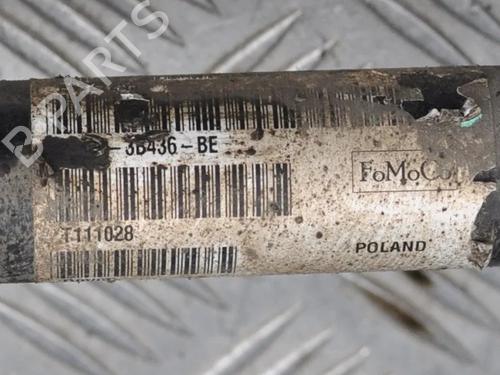 -3B436-BE
FoMoCo
T111028
POLAND
B PARTS